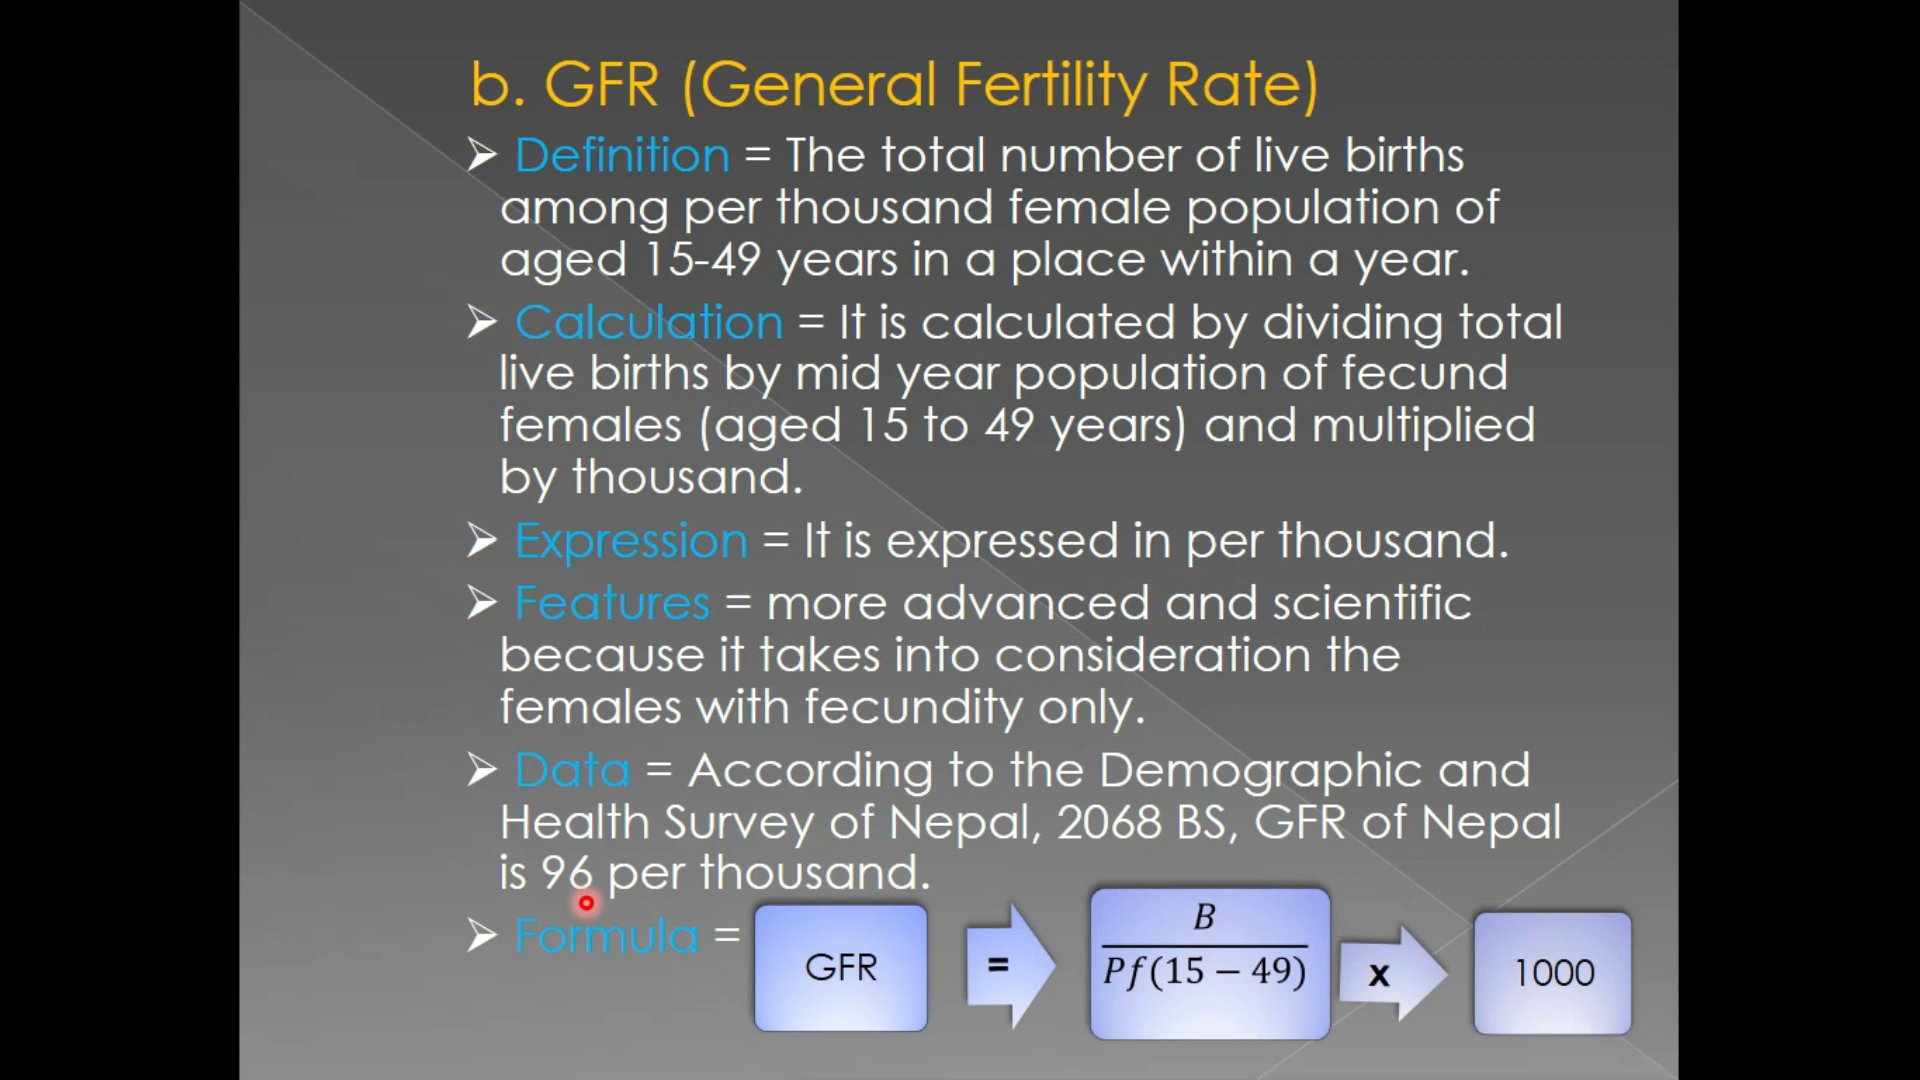 b. GFR (General Fertility Rate)
➢ Definition = The total number of live births
among per thousand female population of
aged 15-49 years in a place within a year.
➢ Calculation = It is calculated by dividing total
live births by mid year population of fecund
females (aged 15 to 49 years) and multiplied
by thousand.
➢ Expression = It is expressed in per thousand.
➢ Features = more advanced and scientific
because it takes into consideration the
females with fecundity only.
➢ Data = According to the Demographic and
Health Survey of Nepal, 2068 BS, GFR of Nepal
is 96 per thousand.
➢ Formula =
GFR
=
B
Pf(15 – 49)
x
1000